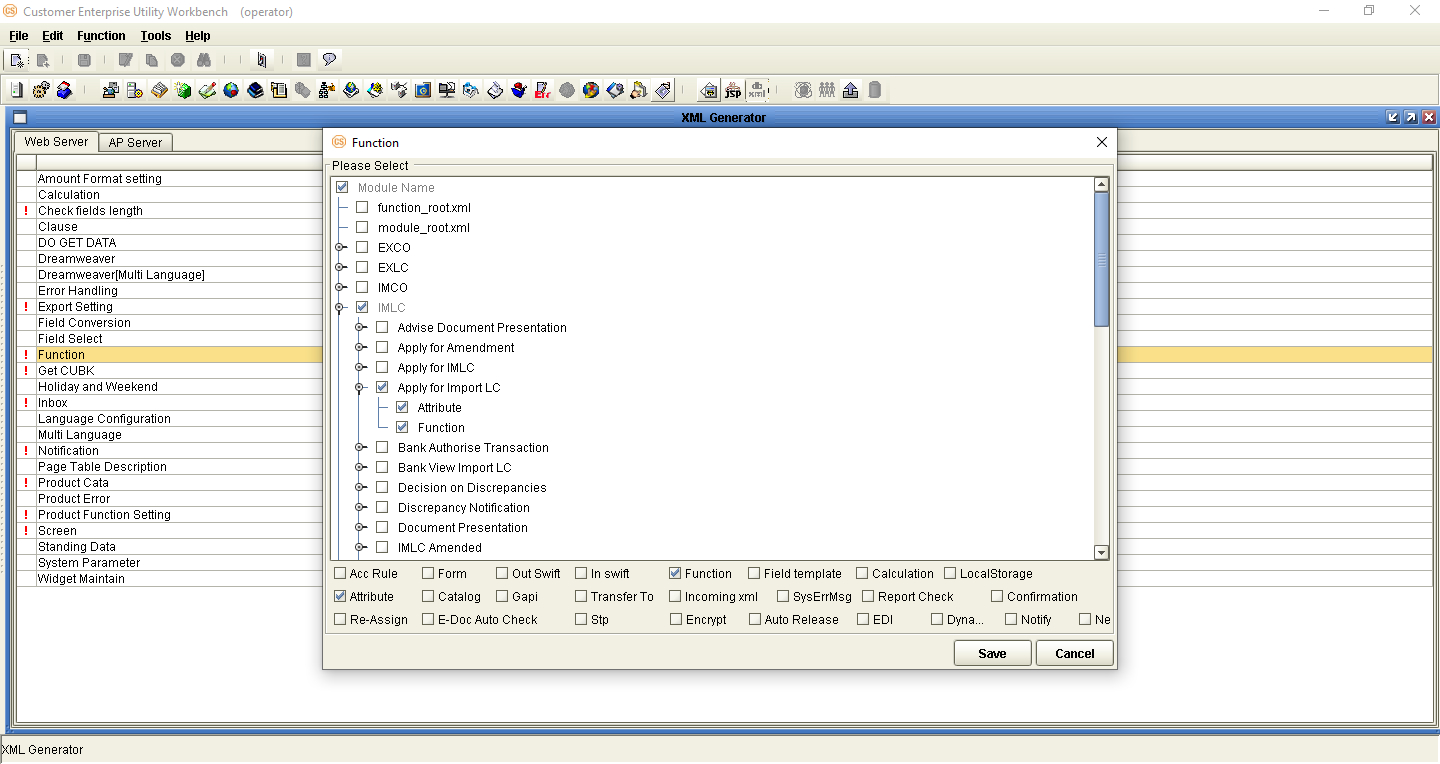 CS Customer Enterprise Utility Workbench (operator)
File Edit Function Tools Help
JSP
xml
XML Generator
Web Server AP Server
Amount Format setting
Calculation
! Check fields length
Clause
DO GET DATA
Dreamweaver
Dreamweaver[Multi Language]
Error Handling
! Export Setting
Field Conversion
Field Select
! Function
! Get CUBK
Holiday and Weekend
! Inbox
Language Configuration
Multi Language
! Notification
Page Table Description
! Product Cata
Product Error
! Product Function Setting
! Screen
Standing Data
System Parameter
Widget Maintain
CS Function
Please Select
Module Name
function_root.xml
module_root.xml
EXCO
EXLC
IMCO
IMLC
Advise Document Presentation
Apply for Amendment
Apply for IMLC
Apply for Import LC
Attribute
Function
Bank Authorise Transaction
Bank View Import LC
Decision on Discrepancies
Discrepancy Notification
Document Presentation
IMLC Amended
Acc Rule Form Out Swift In swift Function Field template Calculation LocalStorage
Attribute Catalog Gapi Transfer To Incoming xml SysErrMsg Report Check Confirmation
Re-Assign E-Doc Auto Check Stp Encrypt Auto Release EDI Dyna... Notify Ne
Save Cancel
XML Generator